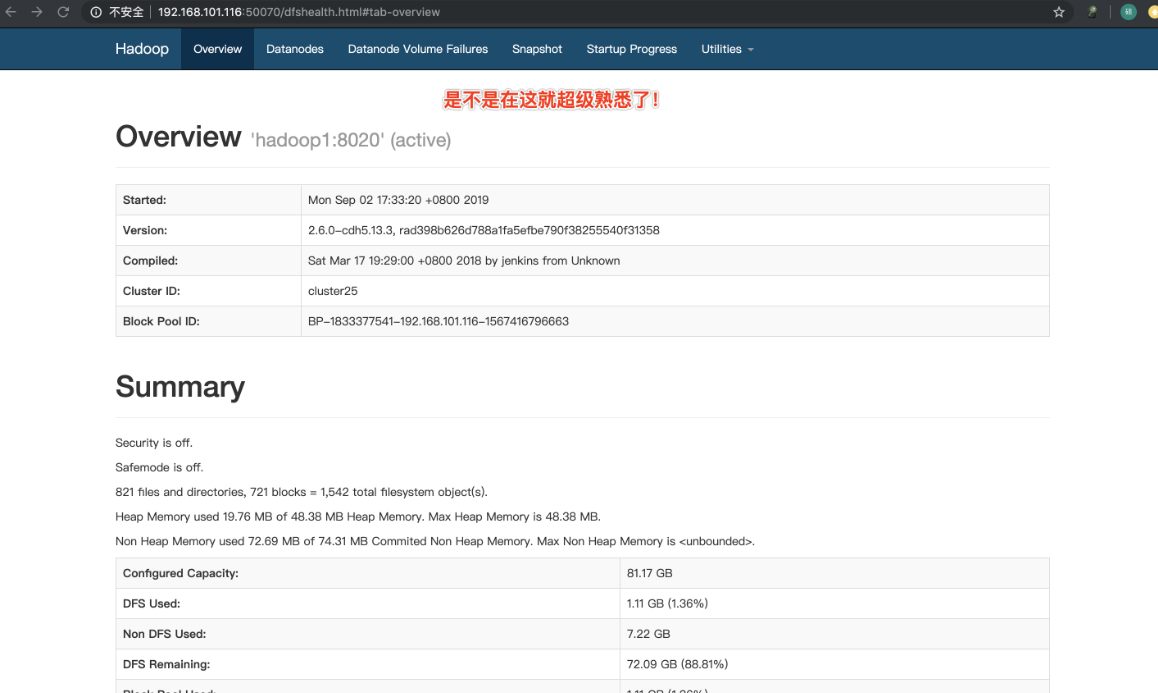 不安全 | 192.168.101.116:50070/dfshealth.html#tab-overview
Hadoop Overview Datanodes Datanode Volume Failures Snapshot Startup Progress Utilities
是不是在这就超级熟悉了!
Overview 'hadoop1:8020' (active)
Started: Mon Sep 02 17:33:20 +0800 2019
Version: 2.6.0-cdh5.13.3, rad398b626d788a1fa5efbe790f38255540f31358
Compiled: Sat Mar 17 19:29:00 +0800 2018 by jenkins from Unknown
Cluster ID: cluster25
Block Pool ID: BP-1833377541-192.168.101.116-1567416796663
Summary
Security is off.
Safemode is off.
821 files and directories, 721 blocks = 1,542 total filesystem object(s).
Heap Memory used 19.76 MB of 48.38 MB Heap Memory. Max Heap Memory is 48.38 MB.
Non Heap Memory used 72.69 MB of 74.31 MB Commited Non Heap Memory. Max Non Heap Memory is <unbounded>.
Configured Capacity: 81.17 GB
DFS Used: 1.11 GB (1.36%)
Non DFS Used: 7.22 GB
DFS Remaining: 72.09 GB (88.81%)
Block Pool Used: 1.11 GB (1.36%)